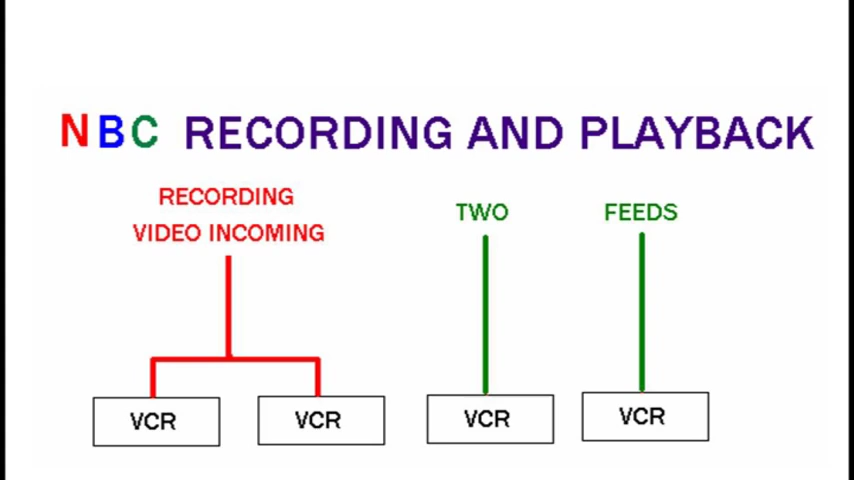 NBC RECORDING AND PLAYBACK
RECORDING
VIDEO INCOMING
TWO FEEDS
VCR VCR VCR VCR